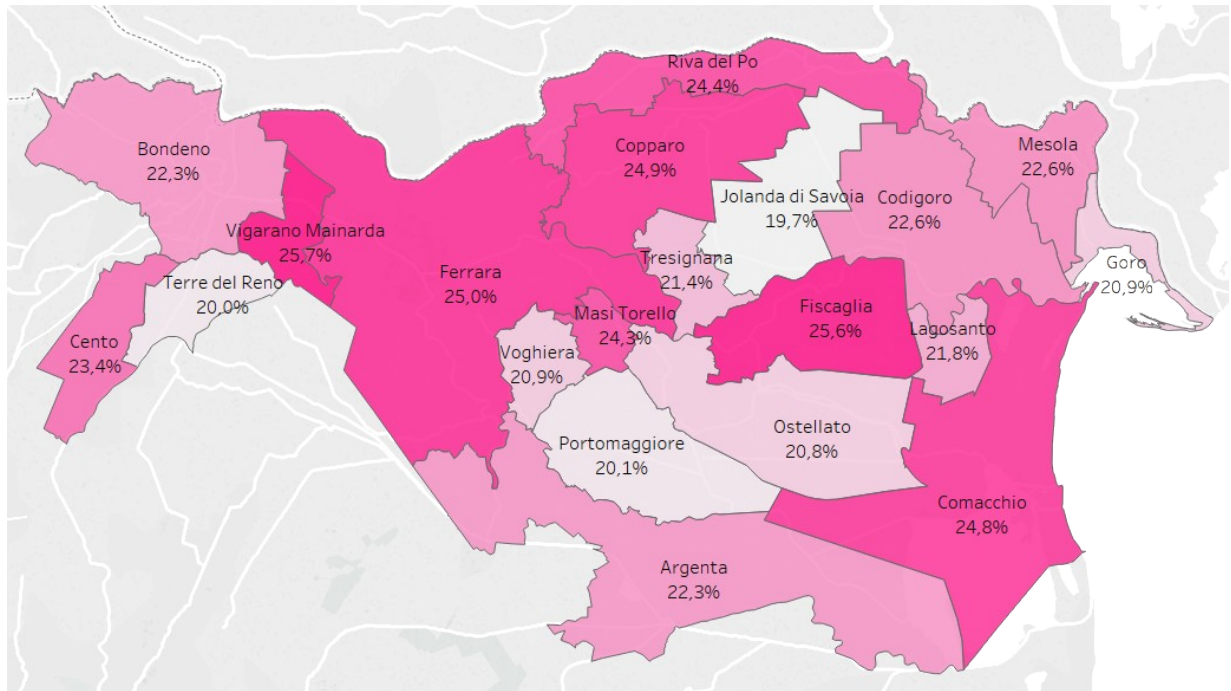 Riva del Po
24,4%
Bondeno
22,3%
Copparo
24,9%
Mesola
22,6%
Jolanda di Savoia
19,7%
Codigoro
22,6%
Vigarano Mainarda
25,7%
Tresignana
21,4%
Goro
20,9%
Terre del Reno
20,0%
Ferrara
25,0%
Masi Torello
24,3%
Fiscaglia
25,6%
Lagosanto
21,8%
Cento
23,4%
Voghiera
20,9%
Portomaggiore
20,1%
Ostellato
20,8%
Comacchio
24,8%
Argenta
22,3%